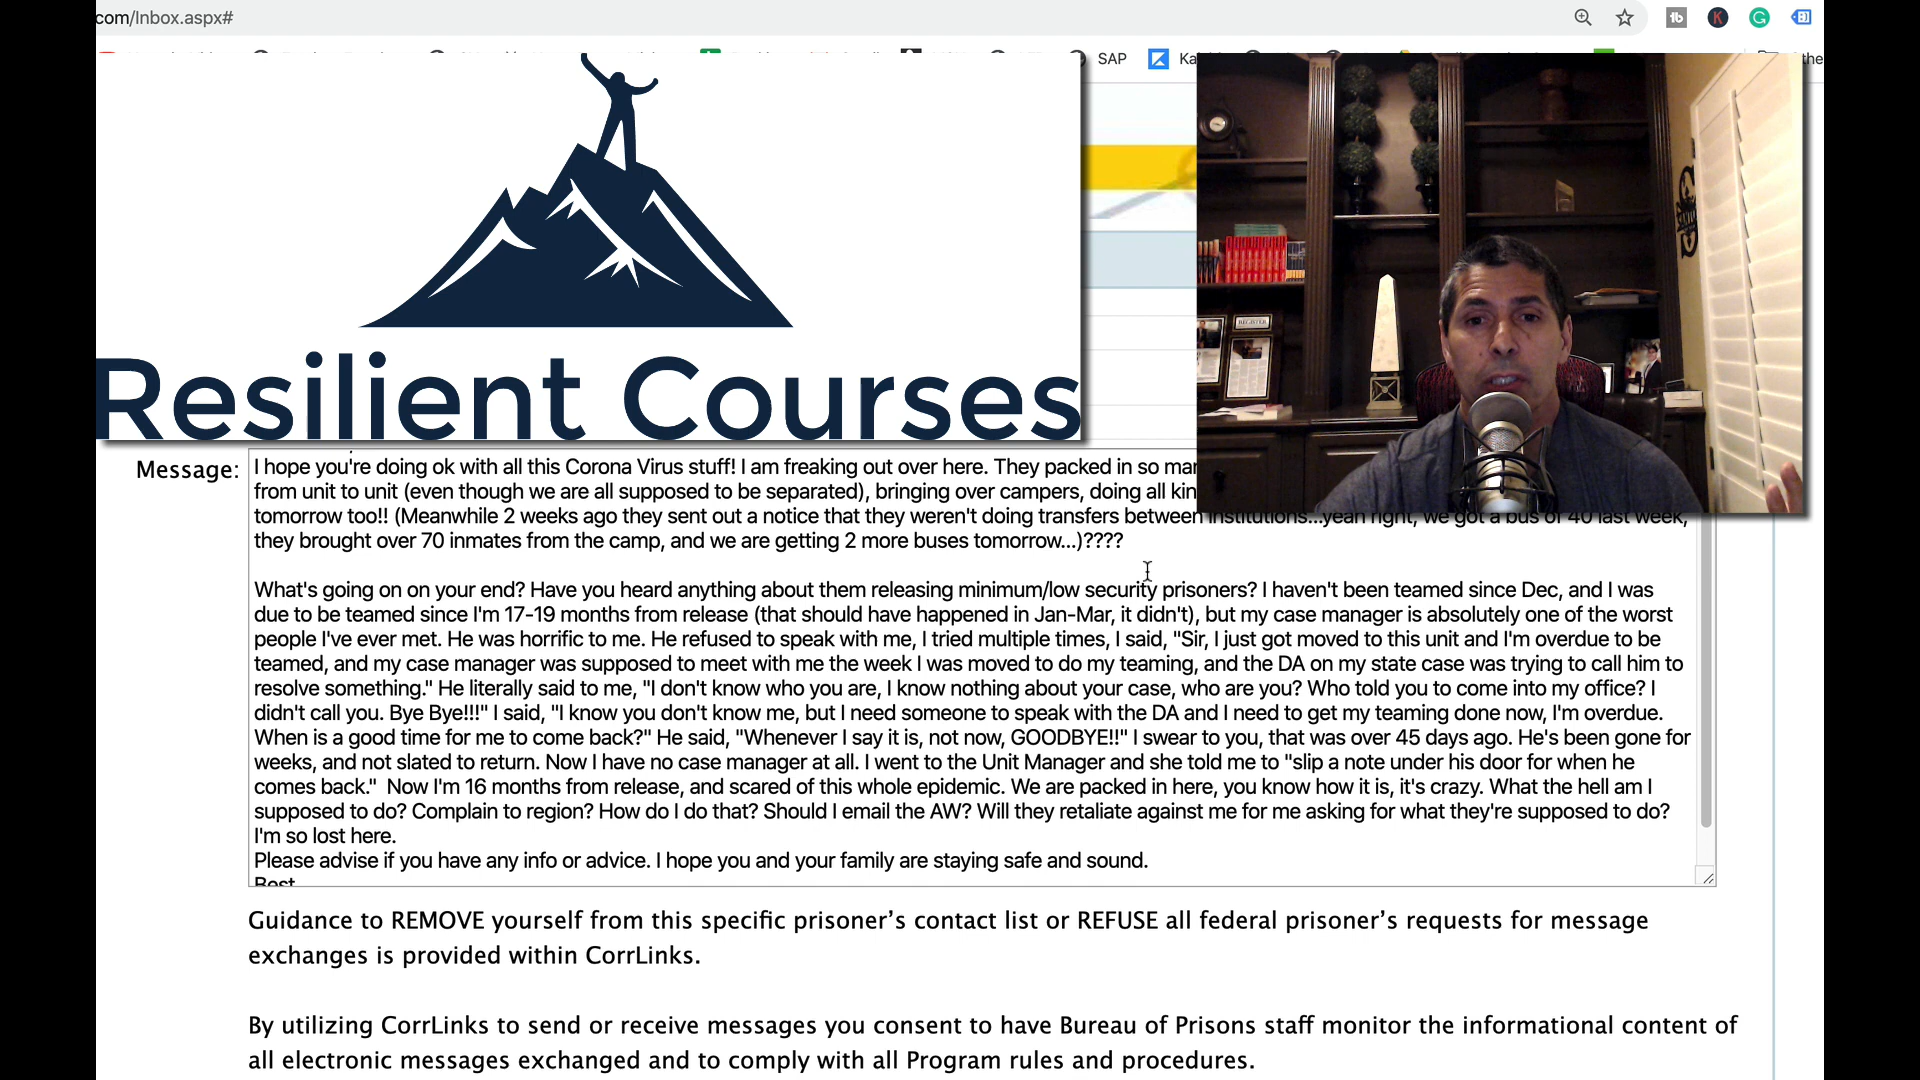 com/Inbox.aspx#
SAP
Resilient Courses
REGISTER
Message:
I hope you're doing ok with all this Corona Virus stuff! I am freaking out over here. They packed in so
from unit to unit (even though we are all supposed to be separated), bringing over campers, doing all
tomorrow too!! (Meanwhile 2 weeks ago they sent out a notice that they weren't doing transfers between institutions...yeah right, we got a bus of 40 last week,
they brought over 70 inmates from the camp, and we are getting 2 more buses tomorrow...)????
What's going on on your end? Have you heard anything about them releasing minimum/low security prisoners? I haven't been teamed since Dec, and I was
due to be teamed since I'm 17-19 months from release (that should have happened in Jan-Mar, it didn't), but my case manager is absolutely one of the worst
people I've ever met. He was horrific to me. He refused to speak with me, I tried multiple times, I said, "Sir, I just got moved to this unit and I'm overdue to be
teamed, and my case manager was supposed to meet with me the week I was moved to do my teaming, and the DA on my state case was trying to call him to
resolve something." He literally said to me, "I don't know who you are, I know nothing about your case, who are you? Who told you to come into my office? I
didn't call you. Bye Bye!!!" I said, "I know you don't know me, but I need someone to speak with the DA and I need to get my teaming done now, I'm overdue.
When is a good time for me to come back?" He said, "Whenever I say it is, not now, GOODBYE!!" I swear to you, that was over 45 days ago. He's been gone for
weeks, and not slated to return. Now I have no case manager at all. I went to the Unit Manager and she told me to "slip a note under his door for when he
comes back."  Now I'm 16 months from release, and scared of this whole epidemic. We are packed in here, you know how it is, it's crazy. What the hell am I
supposed to do? Complain to region? How do I do that? Should I email the AW? Will they retaliate against me for me asking for what they're supposed to do?
I'm so lost here.
Please advise if you have any info or advice. I hope you and your family are staying safe and sound.
Best
Guidance to REMOVE yourself from this specific prisoner's contact list or REFUSE all federal prisoner's requests for message
exchanges is provided within CorrLinks.
By utilizing CorrLinks to send or receive messages you consent to have Bureau of Prisons staff monitor the informational content of
all electronic messages exchanged and to comply with all Program rules and procedures.